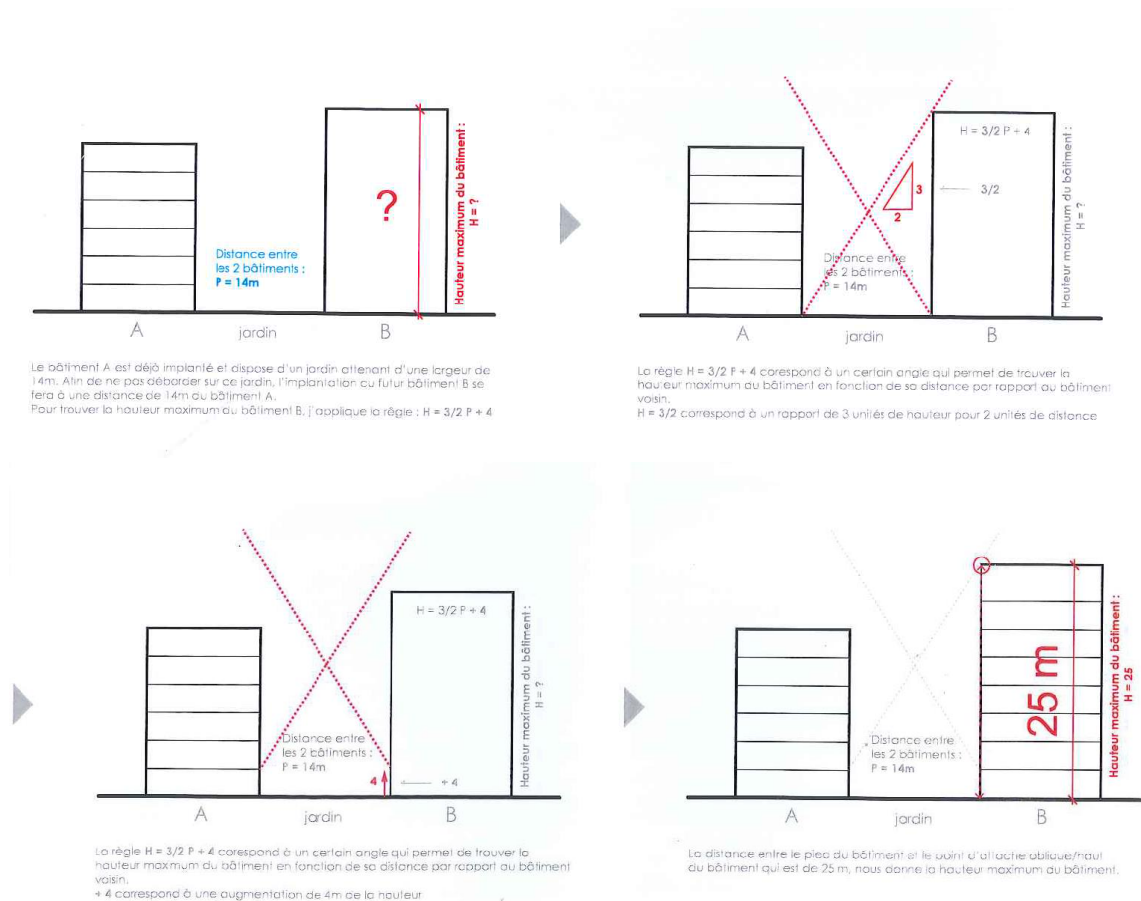 ?
Hauteur maximum du bâtiment :
H = ?
Distance entre
les 2 bâtiments :
P = 14m
A
jardin
B
Le bâtiment A est déjà implanté et dispose d'un jardin attenant d'une largeur de
14m. Afin de ne pas déborder sur ce jardin, l'implantation du futur bâtiment B se
fera à une distance de 14m du bâtiment A.
Pour trouver la hauteur maximum du bâtiment B, j'applique la règle : H = 3/2 P + 4
H = 3/2 P + 4
3
2
3/2
Hauteur maximum du bâtiment :
H = ?
Distance entre
les 2 bâtiments :
P = 14m
A
jardin
B
La règle H = 3/2 P + 4 corespond à un certain angle qui permet de trouver la
hauteur maximum du bâtiment en fonction de sa distance par rapport au bâtiment
voisin.
H = 3/2 correspond à un rapport de 3 unités de hauteur pour 2 unités de distance
H = 3/2 P + 4
Hauteur maximum du bâtiment :
H = ?
Distance entre
les 2 bâtiments :
P = 14m
4
+ 4
A
jardin
B
La règle H = 3/2 P + 4 corespond à un certain angle qui permet de trouver la
hauteur maxmum du bâtiment en fonction de sa distance par rapport au bâtiment
voisin.
+ 4 correspond à une augmentation de 4m de la hauteur
25 m
Hauteur maximum du bâtiment :
H = 25
Distance entre
les 2 bâtiments :
P = 14m
A
jardin
B
La distance entre le pied du bâtiment et le point d'attache oblique/haut
du bâtiment qui est de 25 m, nous donne la hauteur maximum du bâtiment.